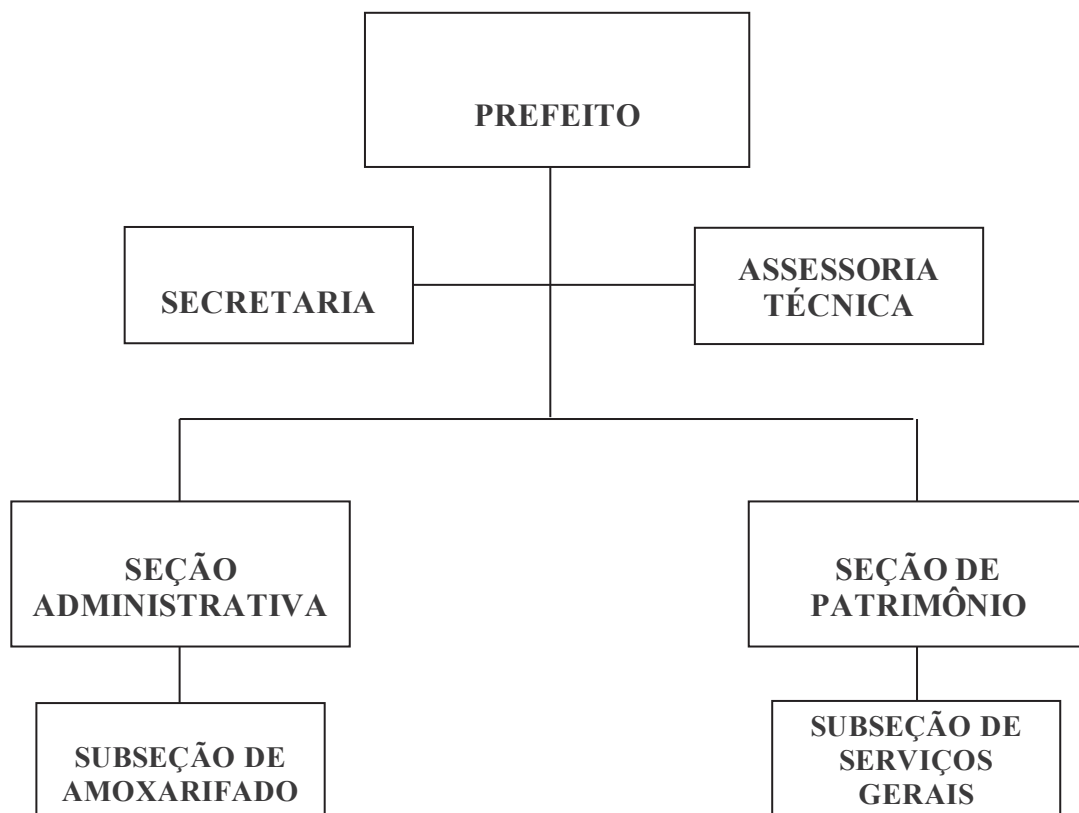 PREFEITO
SECRETARIA
ASSESSORIA
TÉCNICA
SEÇÃO
ADMINISTRATIVA
SEÇÃO DE
PATRIMÔNIO
SUBSEÇÃO DE
AMOXARIFADO
SUBSEÇÃO DE
SERVIÇOS
GERAIS